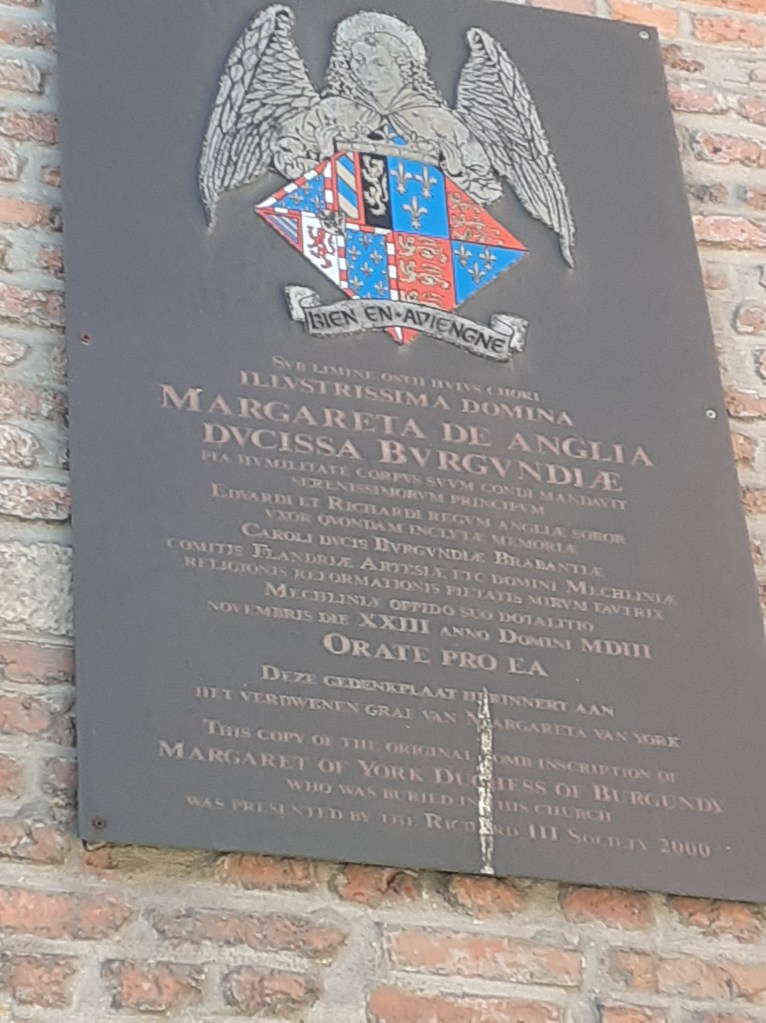 BIEN EN·AVIENGNE
SVB LIMINE OSTII HVIVS CHORI
ILLVSTRISSIMA DOMINA
MARGARETA DE ANGLIA
DVCISSA BVRGVNDIÆ
PIA HVMILITATE CORPVS SVVM CONDI MANDAVIT
SERENISSIMORVM PRINCIPVM
EDVARDI ET RICHARDI REGVM ANGLIÆ SOROR
VXOR QVONDAM INCLYTÆ MEMORIÆ
CAROLI DVCIS BVRGVNDIÆ BRABANTIÆ
COMITIS FLANDRIÆ ARTESIÆ ETC DOMINI MECHLINIÆ
RELIGIONIS REFORMATIONIS PIETATIS MIRVM FAVTRIX
MECHLINIÆ OPPIDO SUO DOTALITIO
NOVEMBRIS DIE XXIII ANNO DOMINI MDIII
ORATE PRO EA
DEZE GEDENKPLAAT HERINNERT AAN
HET VERDWENEN GRAF VAN MARGARETA VAN YORK
THIS COPY OF THE ORIGINAL TOMB INSCRIPTION OF
MARGARET OF YORK DUCHESS OF BURGUNDY
WHO WAS BURIED IN THIS CHURCH
WAS PRESENTED BY THE RICHARD III SOCIETY 2000